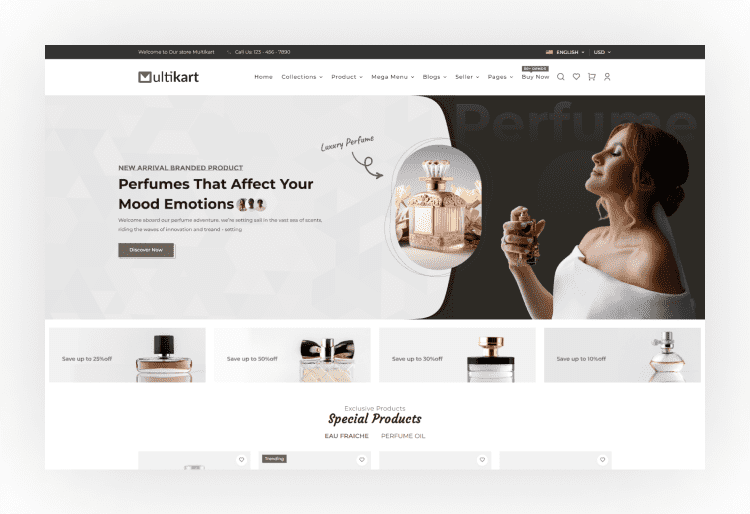 Welcome to Our store Multikart
Call Us: 123 - 456 - 7890
ENGLISH
USD
Multikart
Home
Collections
Product
Mega Menu
Blogs
Seller
Pages
Buy Now
Perfume
Luxury Perfume
NEW ARRIVAL BRANDED PRODUCT
Perfumes That Affect Your
Mood Emotions
Welcome aboard our perfume adventure, we're setting sail in the vast sea of scents,
riding the waves of innovation and treand - setting
Discover Now
Save up to 25%off
Save up to 50%off
Save up to 30%off
Save up to 10%off
Exclusive Products
Special Products
EAU FRAICHE
PERFUME OIL
Trending